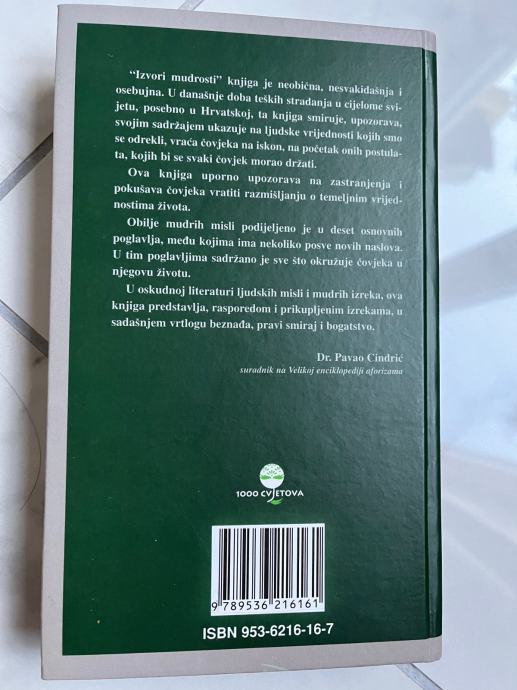 “Izvori mudrosti” knjiga je neobična, nesvakidašnja i
osebujna. U današnje doba teških stradanja u cijelome svi-
jetu, posebno u Hrvatskoj, ta knjiga smiruje, upozorava,
svojim sadržajem ukazuje na ljudske vrijednosti kojih smo
se odrekli, vraća čovjeka na iskon, na početak onih postula-
ta, kojih bi se svaki čovjek morao držati.
Ova knjiga uporno upozorava na zastranjenja i
pokušava čovjeka vratiti razmišljanju o temeljnim vrijed-
nostima života.
Obilje mudrih misli podijeljeno je u deset osnovnih
poglavlja, među kojima ima nekoliko posve novih naslova.
U tim poglavljima sadržano je sve što okružuje čovjeka u
njegovu životu.
U oskudnoj literaturi ljudskih misli i mudrih izreka, ova
knjiga predstavlja, rasporedom i prikupljenim izrekama, u
sadašnjem vrtlogu beznađa, pravi smiraj i bogatstvo.
Dr. Pavao Cindrić
suradnik na Velikoj enciklopediji aforizama
1000 CVJETOVA
9 789536 216161
ISBN 953-6216-16-7